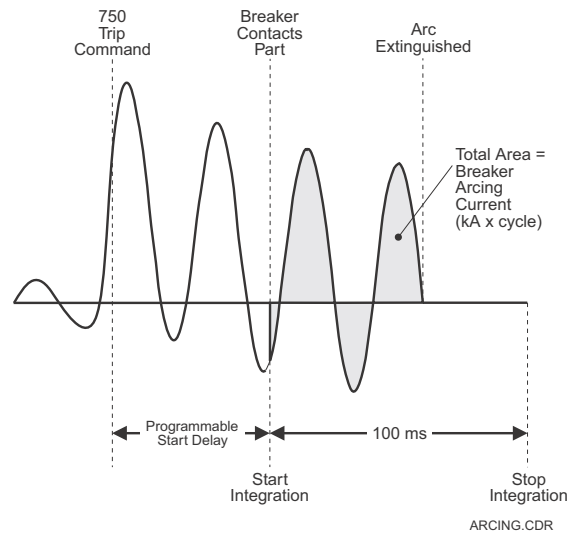 750
Trip
Command
Breaker
Contacts
Part
Arc
Extinguished
Total Area =
Breaker
Arcing
Current
(kA x cycle)
Programmable
Start Delay
100 ms
Start
Integration
Stop
Integration
ARCING.CDR